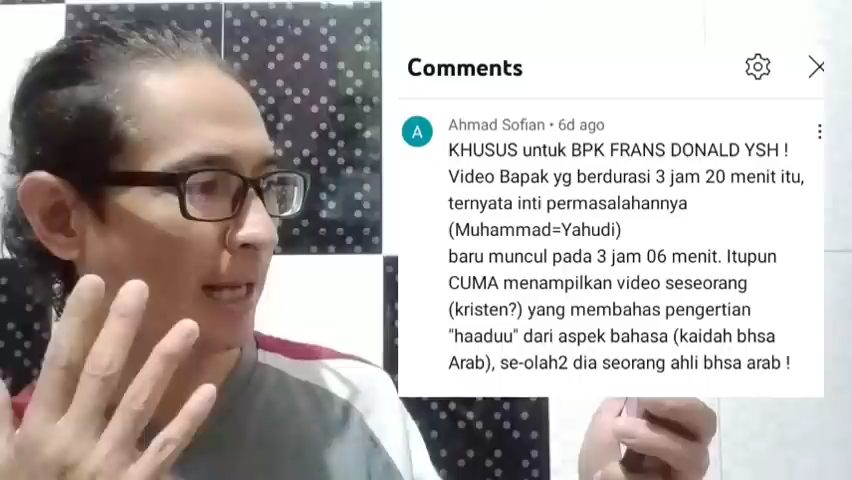 Comments
A
Ahmad Sofian • 6d ago
KHUSUS untuk BPK FRANS DONALD YSH !
Video Bapak yg berdurasi 3 jam 20 menit itu,
ternyata inti permasalahannya
(Muhammad=Yahudi)
baru muncul pada 3 jam 06 menit. Itupun
CUMA menampilkan video seseorang
(kristen?) yang membahas pengertian
"haaduu" dari aspek bahasa (kaidah bhsa
Arab), se-olah2 dia seorang ahli bhsa arab !